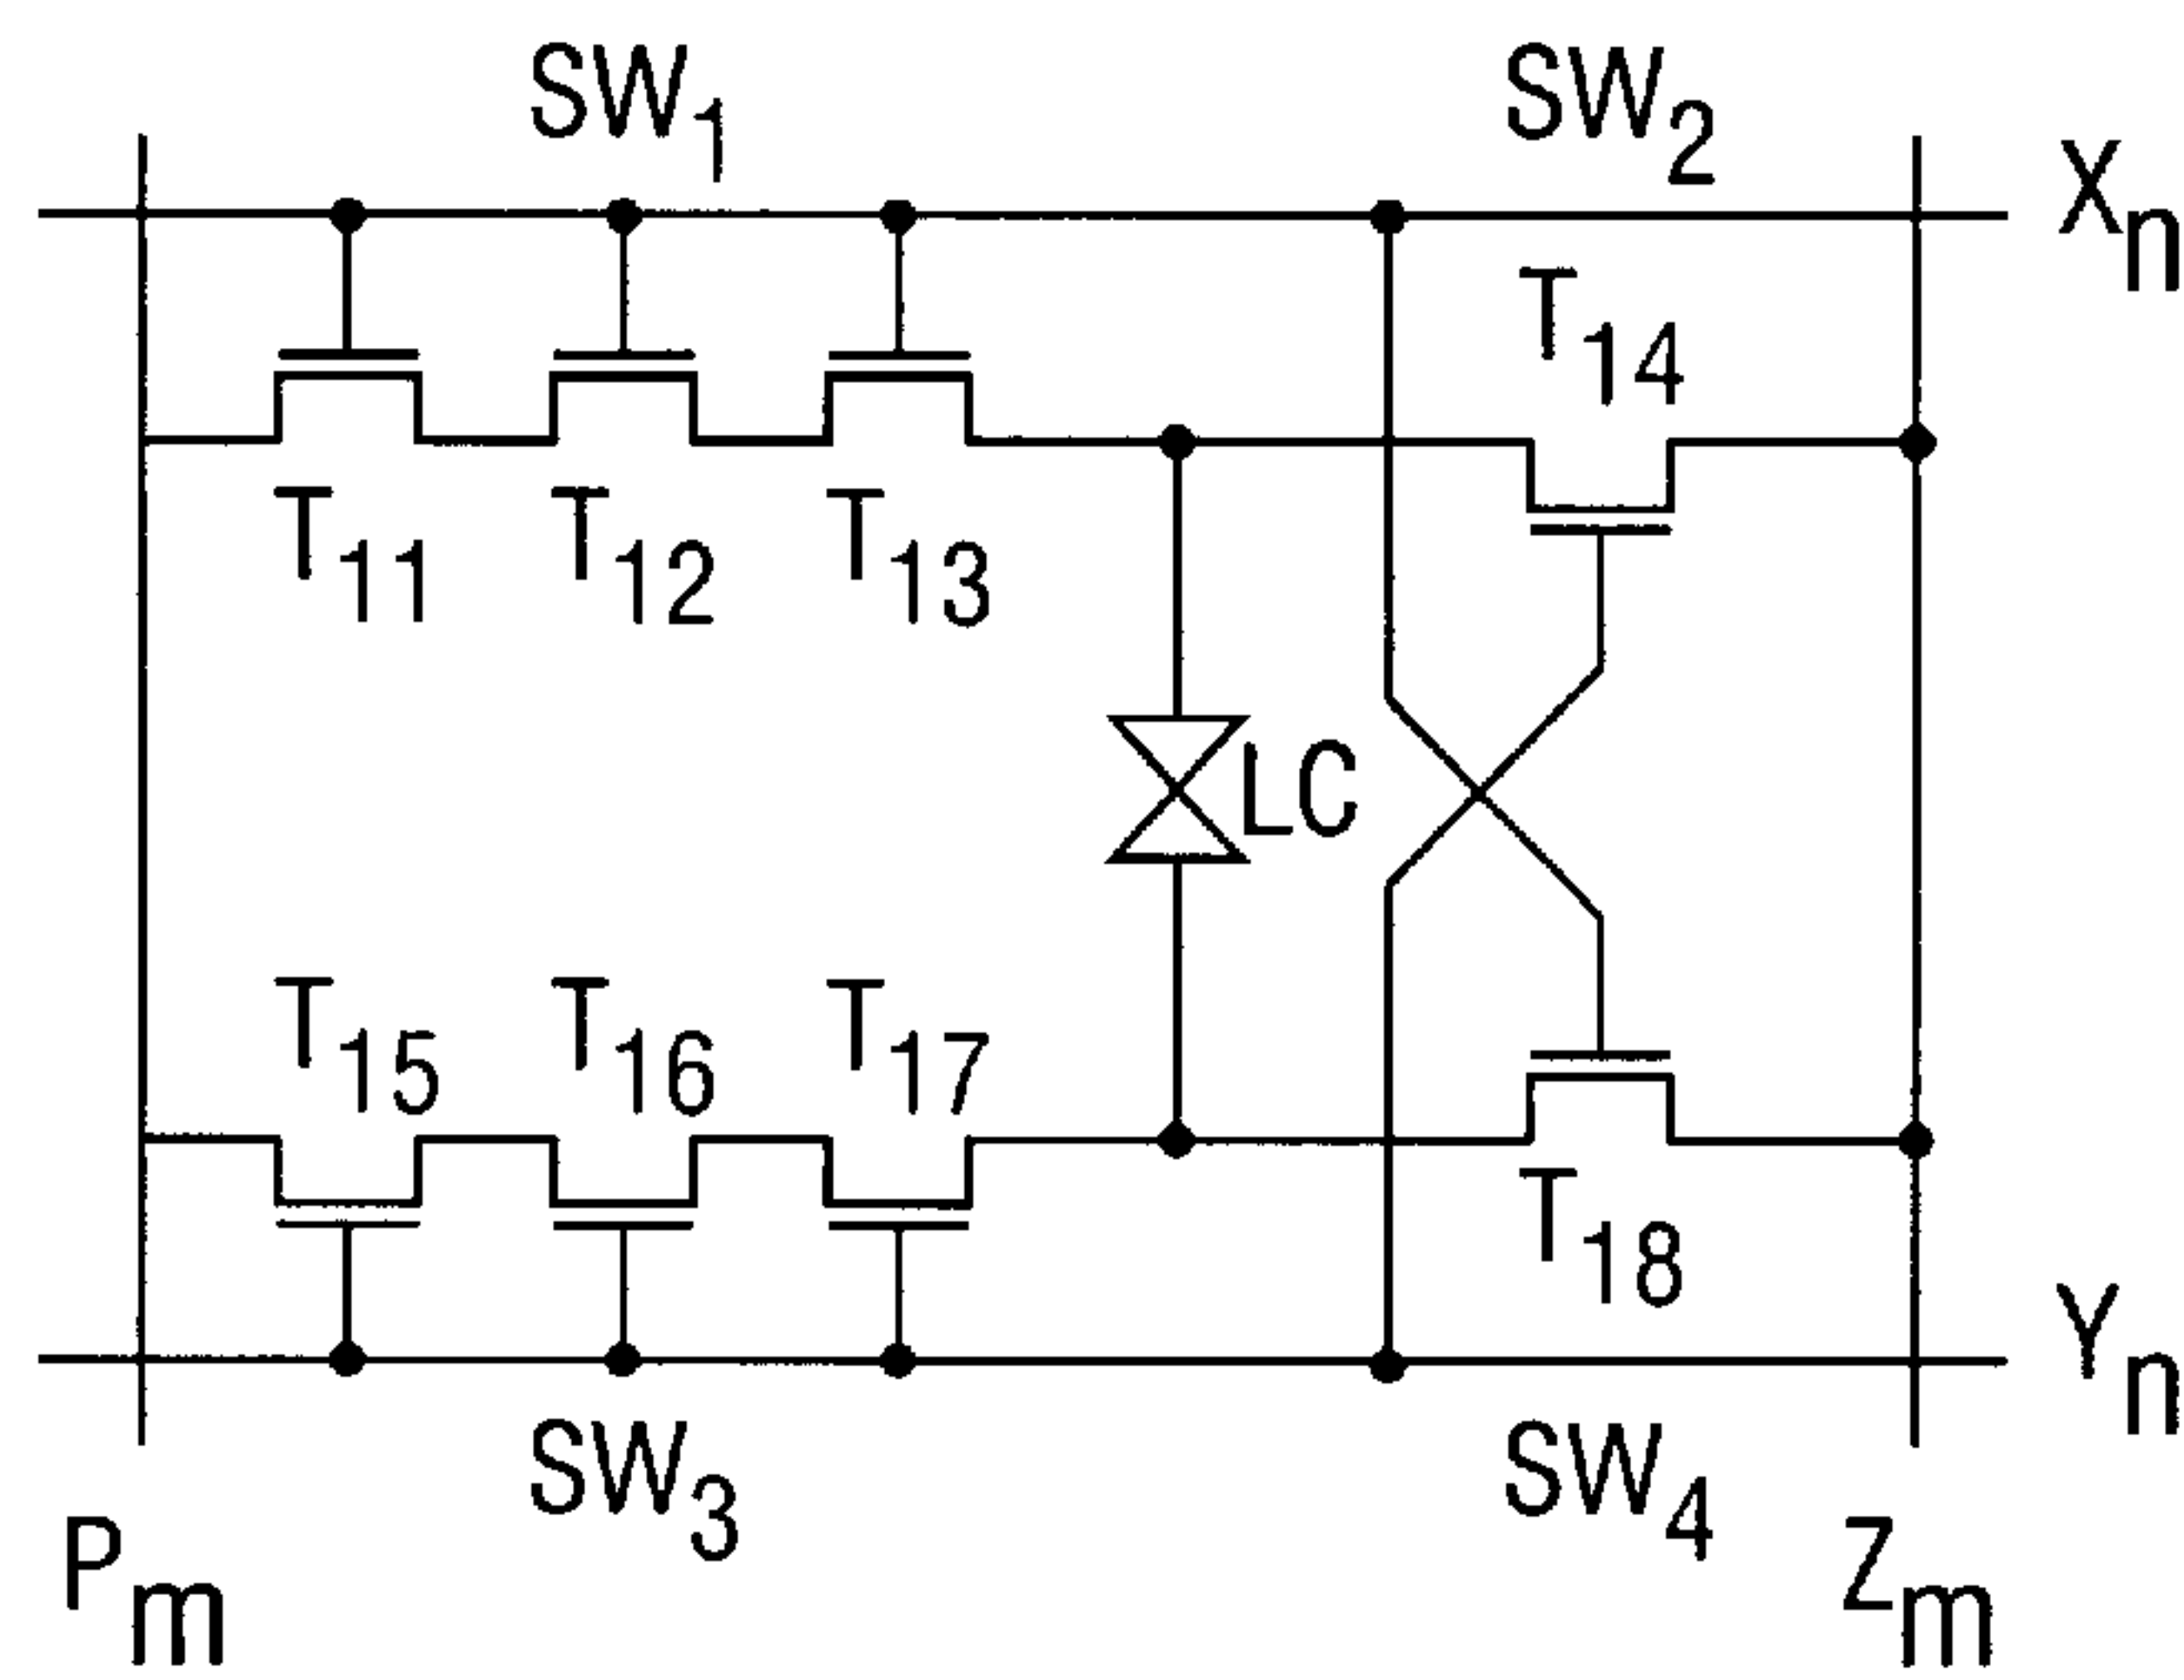 SW1 SW2
Xn
T14
T11 T12 T13
LC
T15 T16 T17
T18
Yn
SW3 SW4
Pm Zm